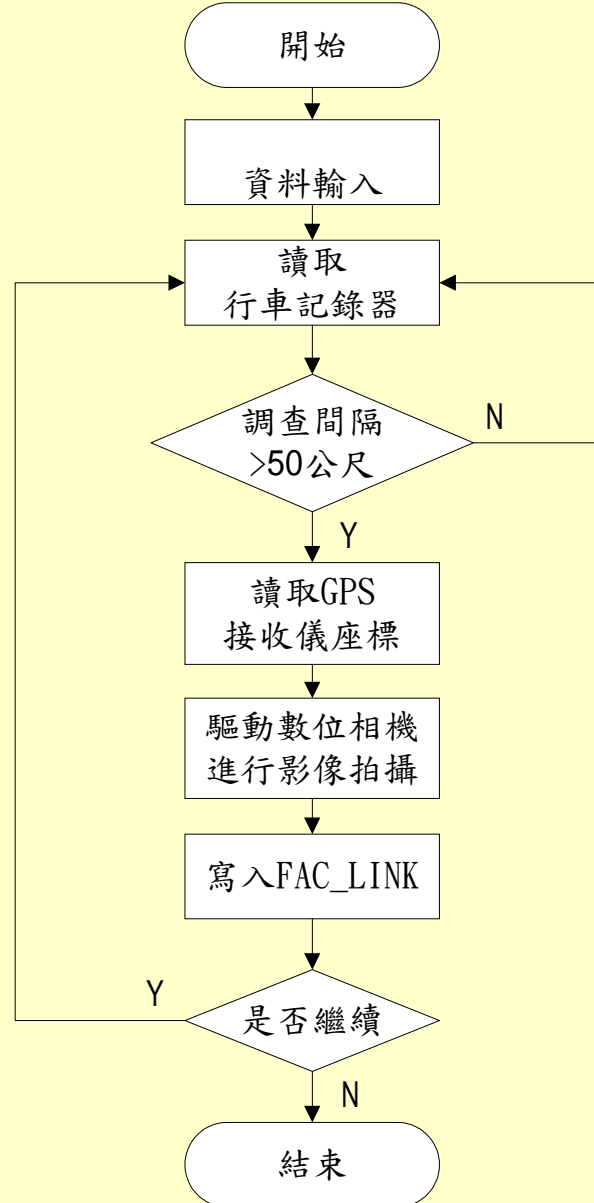 開始
資料輸入
讀取
行車記錄器
調查間隔
>50公尺
N
Y
讀取GPS
接收儀座標
驅動數位相機
進行影像拍攝
寫入FAC_LINK
Y
是否繼續
N
結束